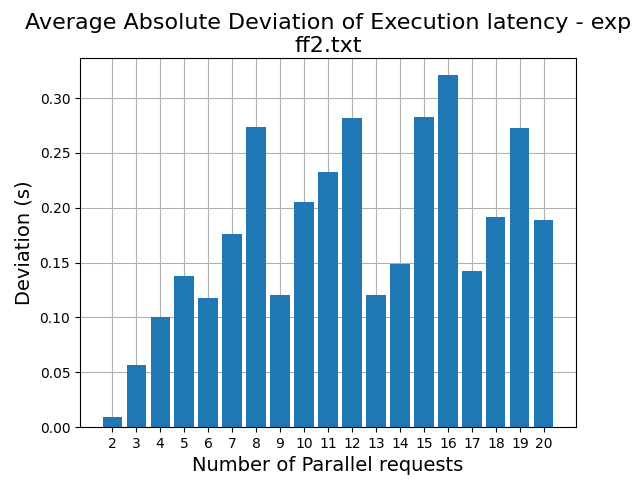 Average Absolute Deviation of Execution latency - exp
ff2.txt
0.30
0.25
0.20
0.15
0.10
0.05
0.00
Deviation (s)
2 3 4 5 6 7 8 9 10 11 12 13 14 15 16 17 18 19 20
Number of Parallel requests